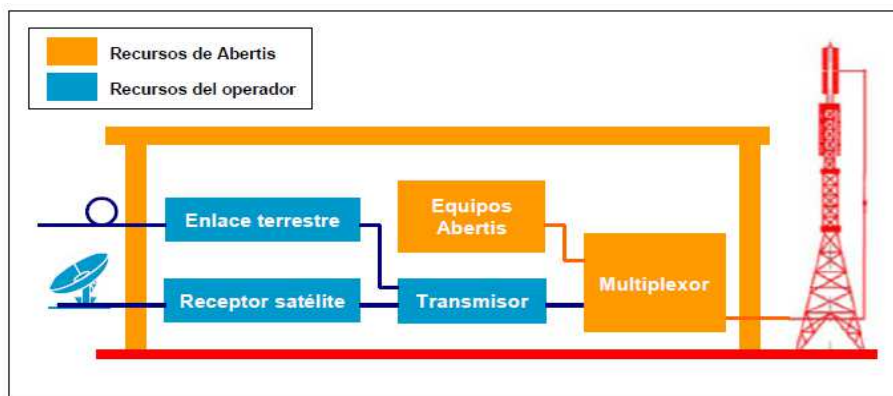 Recursos de Abertis
Recursos del operador
Enlace terrestre
Equipos
Abertis
Receptor satélite
Transmisor
Multiplexor